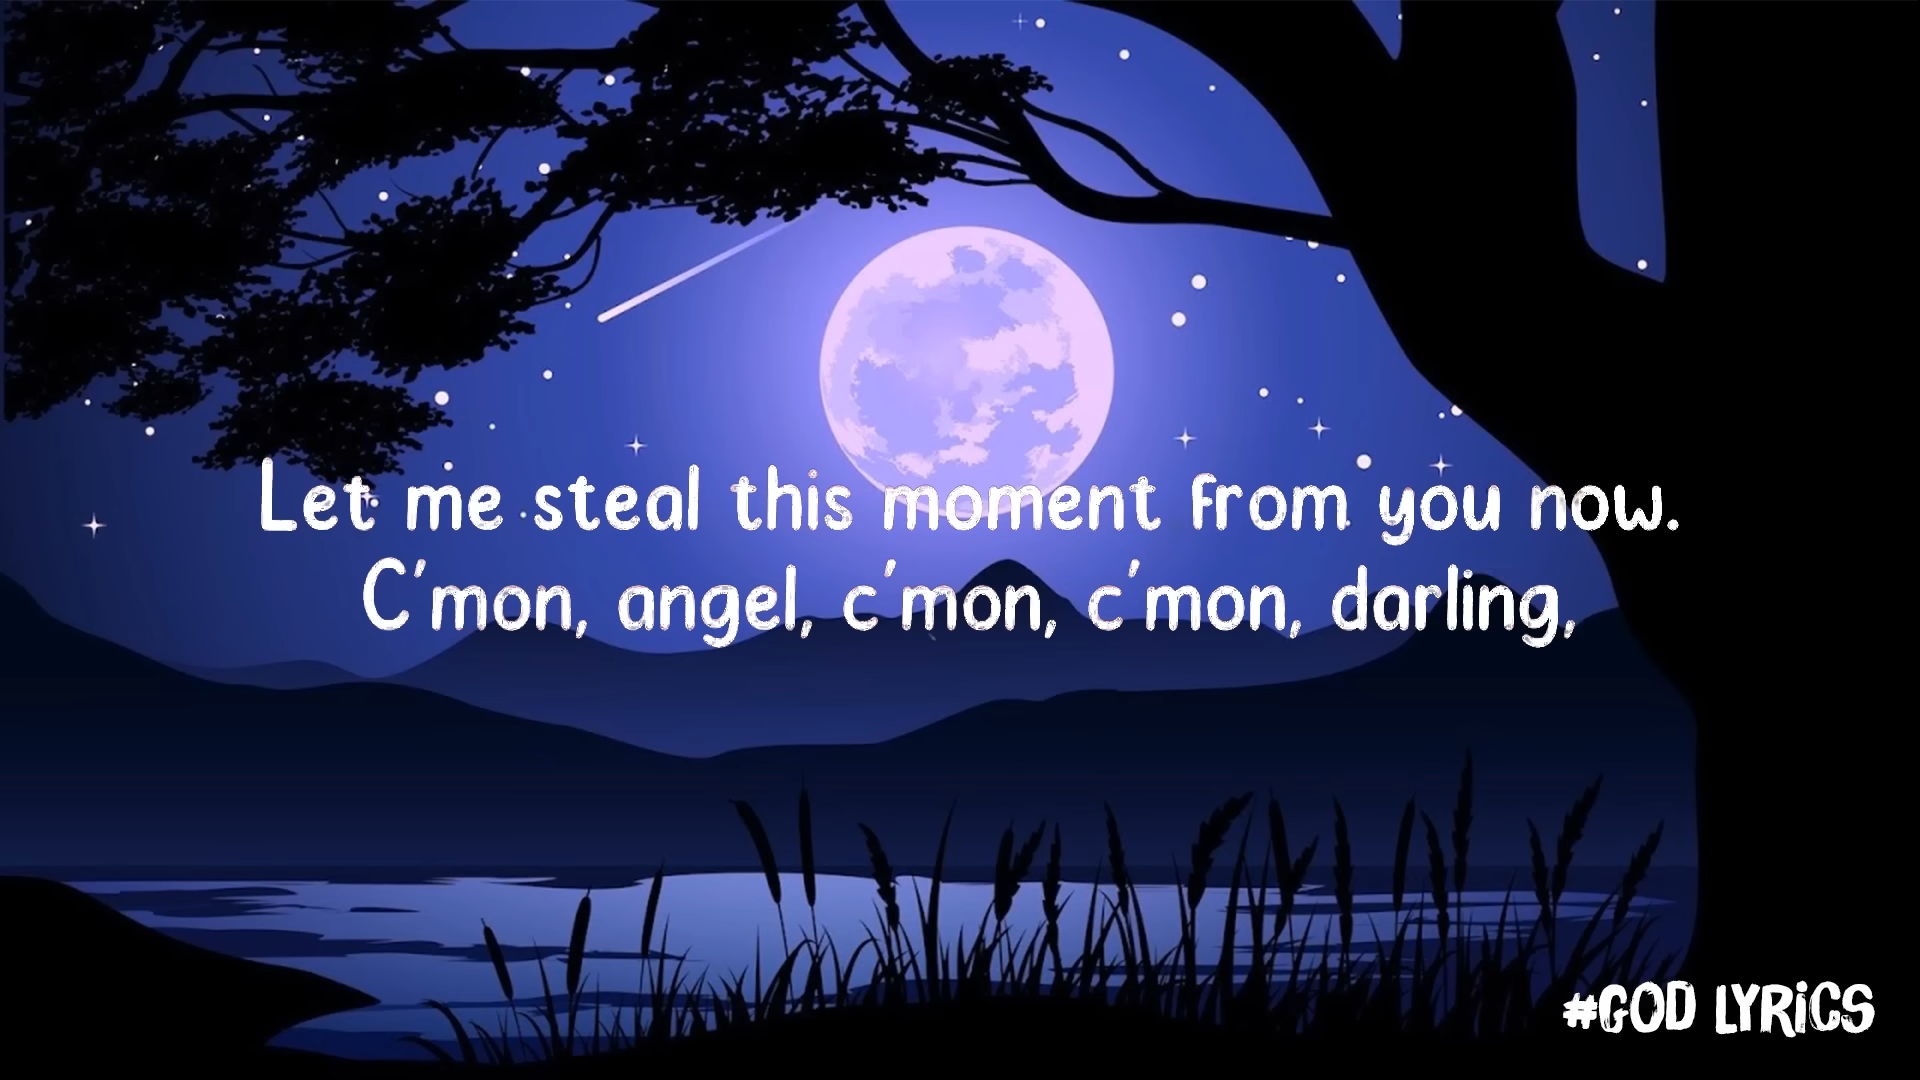 Let me steal this moment from you now.
C'mon, angel, c'mon, c'mon, darling,
#GOD LYRiCS